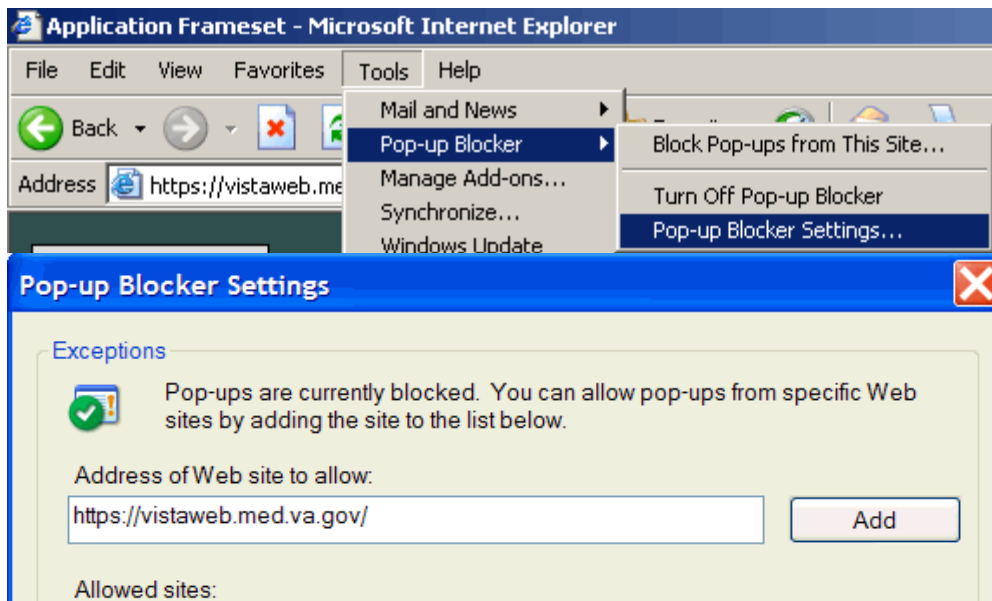 Application Frameset - Microsoft Internet Explorer
File Edit View Favorites Tools Help
Back
Mail and News
Pop-up Blocker
Block Pop-ups from This Site...
Address https://vistaweb.me
Manage Add-ons...
Turn Off Pop-up Blocker
Synchronize...
Pop-up Blocker Settings...
Windows Update
Pop-up Blocker Settings
Exceptions
Pop-ups are currently blocked. You can allow pop-ups from specific Web
sites by adding the site to the list below.
Address of Web site to allow:
https://vistaweb.med.va.gov/
Add
Allowed sites: